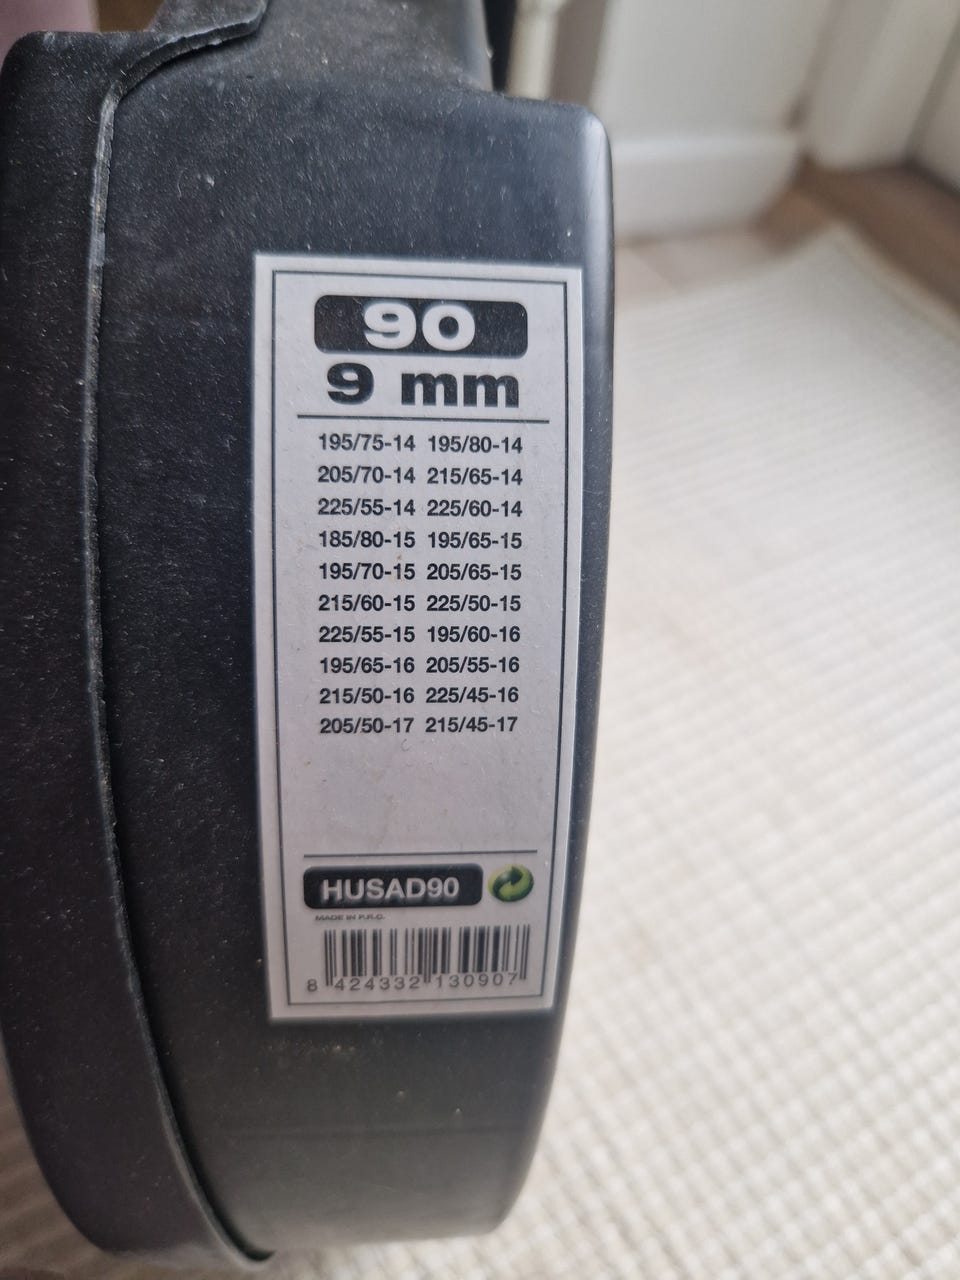 90
9 mm
195/75-14 195/80-14
205/70-14 215/65-14
225/55-14 225/60-14
185/80-15 195/65-15
195/70-15 205/65-15
215/60-15 225/50-15
225/55-15 195/60-16
195/65-16 205/55-16
215/50-16 225/45-16
205/50-17 215/45-17
HUSAD90
MADE IN P.R.C.
8 424332 130907